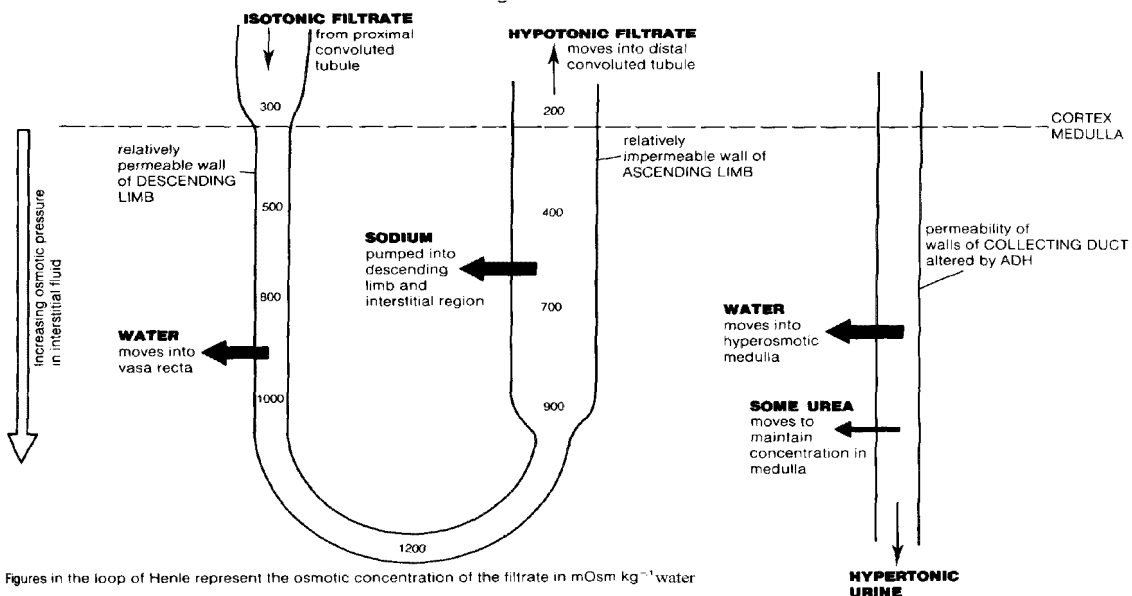 ISOTONIC FILTRATE
from proximal
convoluted
tubule
HYPOTONIC FILTRATE
moves into distal
convoluted tubule
300
200
CORTEX
MEDULLA
relatively
permeable wall
of DESCENDING
LIMB
relatively
impermeable wall of
ASCENDING LIMB
Increasing osmotic pressure
in interstitial fluid
500
400
SODIUM
pumped into
descending
limb and
interstitial region
permeability of
walls of COLLECTING DUCT
altered by ADH
800
700
WATER
moves into
vasa recta
WATER
moves into
hyperosmotic
medulla
1000
900
SOME UREA
moves to
maintain
concentration in
medulla
1200
Figures in the loop of Henle represent the osmotic concentration of the filtrate in mOsm kg⁻¹ water
HYPERTONIC
URINE